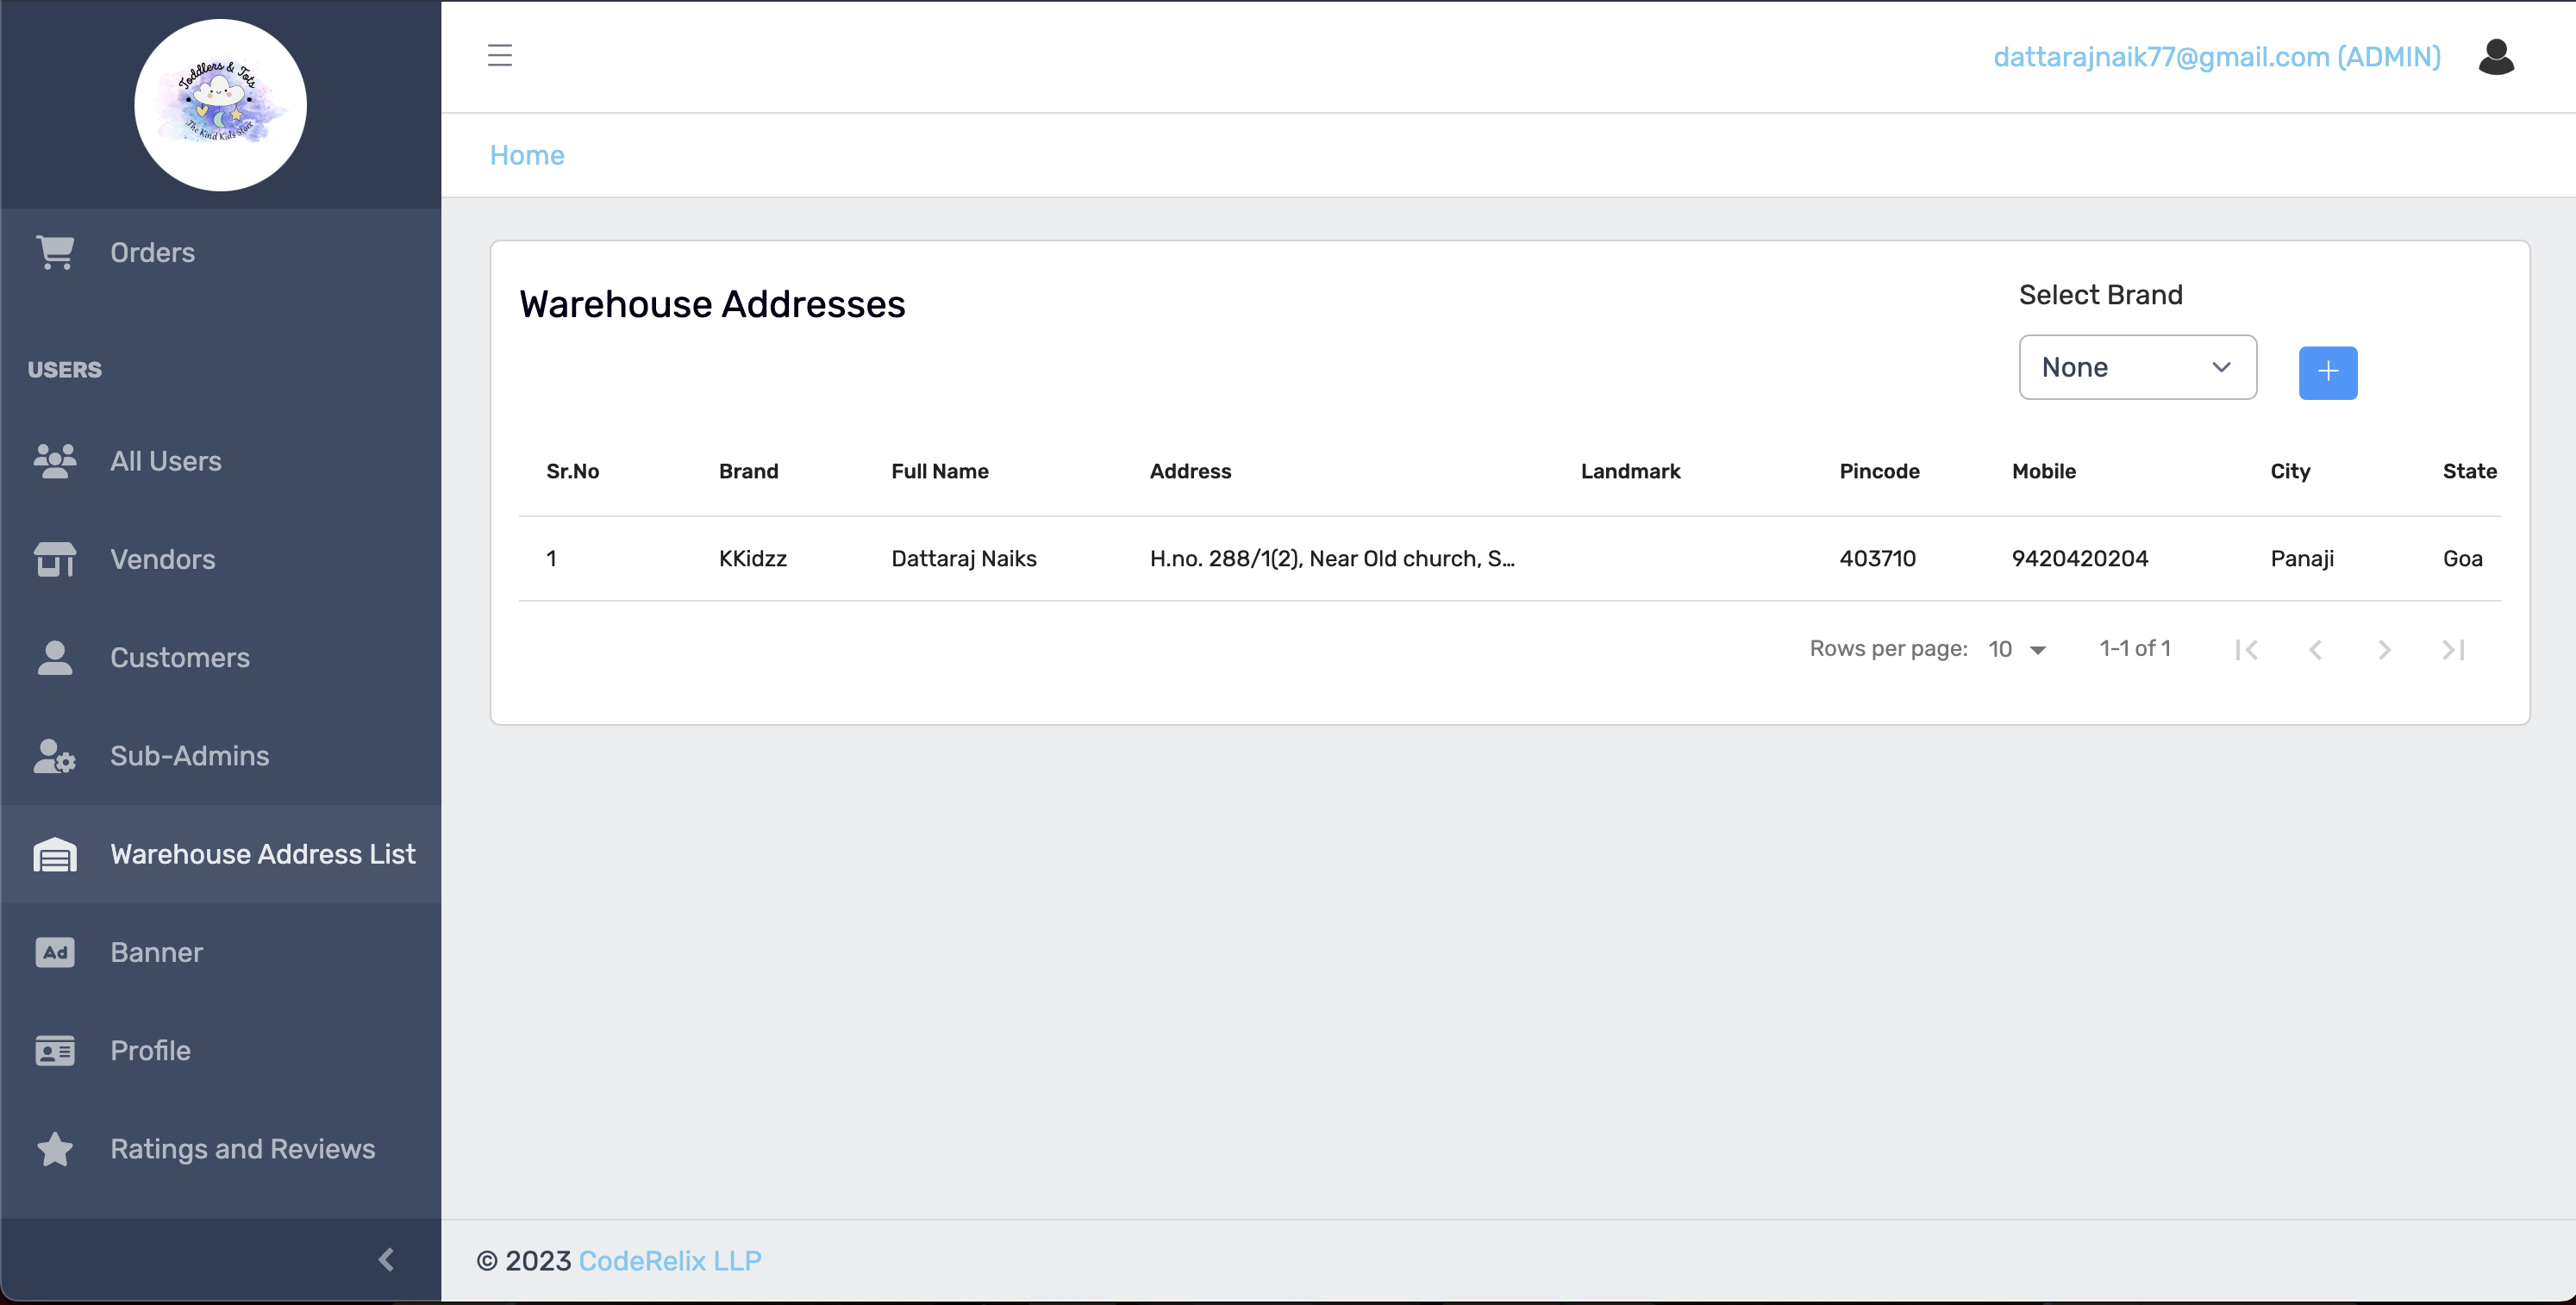 Toddlers & Tots
The Kind Kids Store
Orders
USERS
All Users
Vendors
Customers
Sub-Admins
Warehouse Address List
Ad Banner
Profile
Ratings and Reviews
dattarajnaik77@gmail.com (ADMIN)
Home
Warehouse Addresses
Select Brand
None
Sr.No Brand Full Name Address Landmark Pincode Mobile City State
1 KKidzz Dattaraj Naiks H.no. 288/1(2), Near Old church, S... 403710 9420420204 Panaji Goa
Rows per page: 10 1-1 of 1
© 2023 CodeRelix LLP